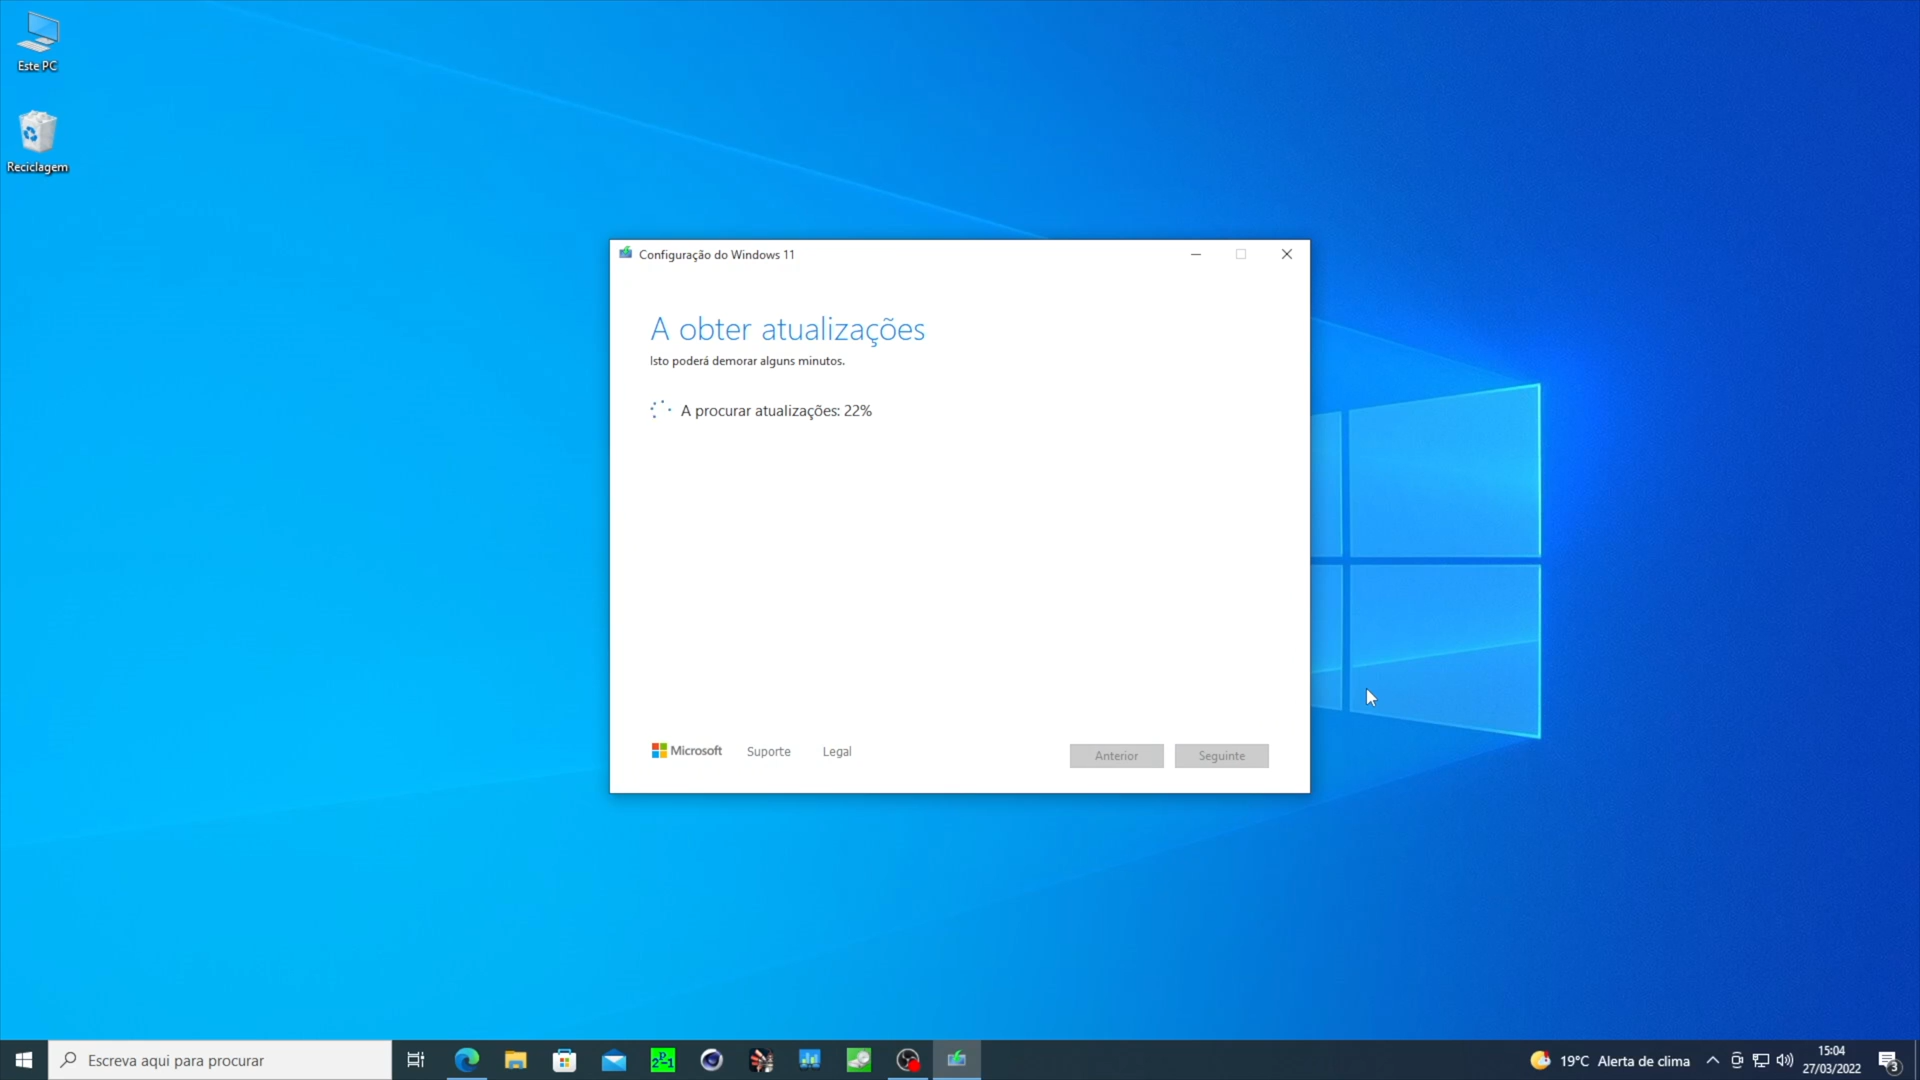 Este PC
Reciclagem
Configuração do Windows 11
A obter atualizações
Isto poderá demorar alguns minutos.
A procurar atualizações: 22%
Microsoft
Suporte
Legal
Anterior
Seguinte
Escreva aqui para procurar
19°C Alerta de clima
15:04
27/03/2022
3